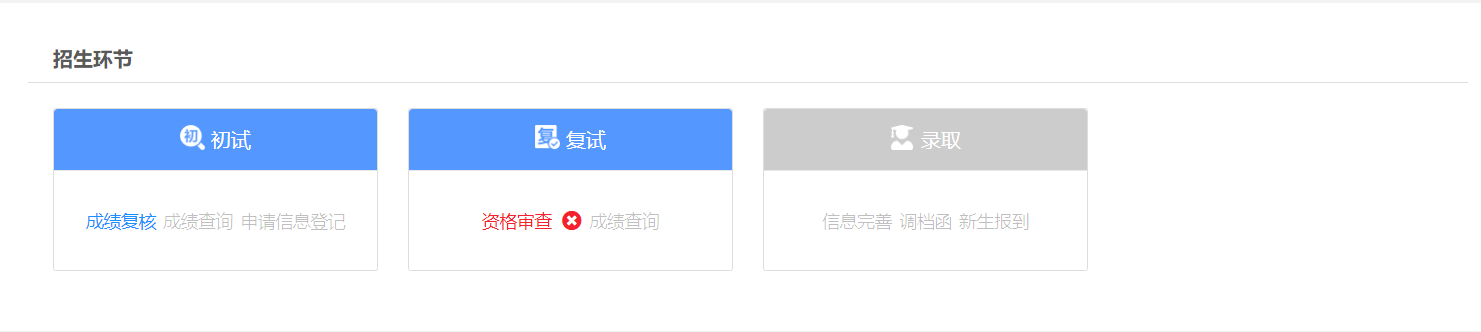 招生环节
初 初试
复 复试
录取
成绩复核 成绩查询 申请信息登记
资格审查 成绩查询
信息完善 调档函 新生报到